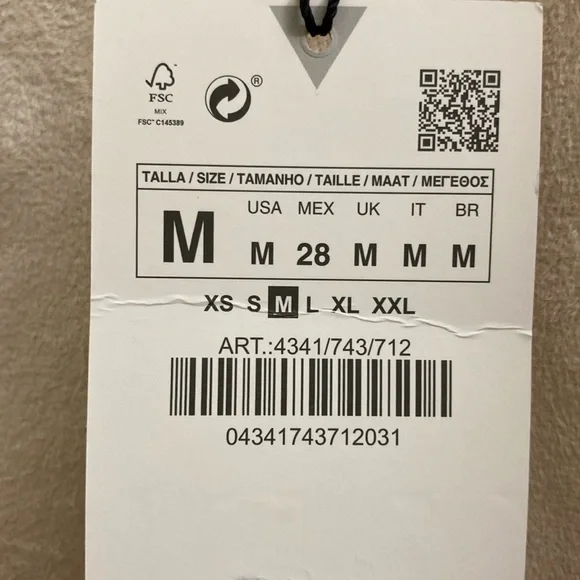 FSC
MIX
FSC™ C145389
®
TALLA / SIZE / TAMANHO / TAILLE / MAAT / ΜΕΓΕΘΟΣ
USA MEX UK IT BR
M M 28 M M M
XS S M L XL XXL
ART.:4341/743/712
04341743712031